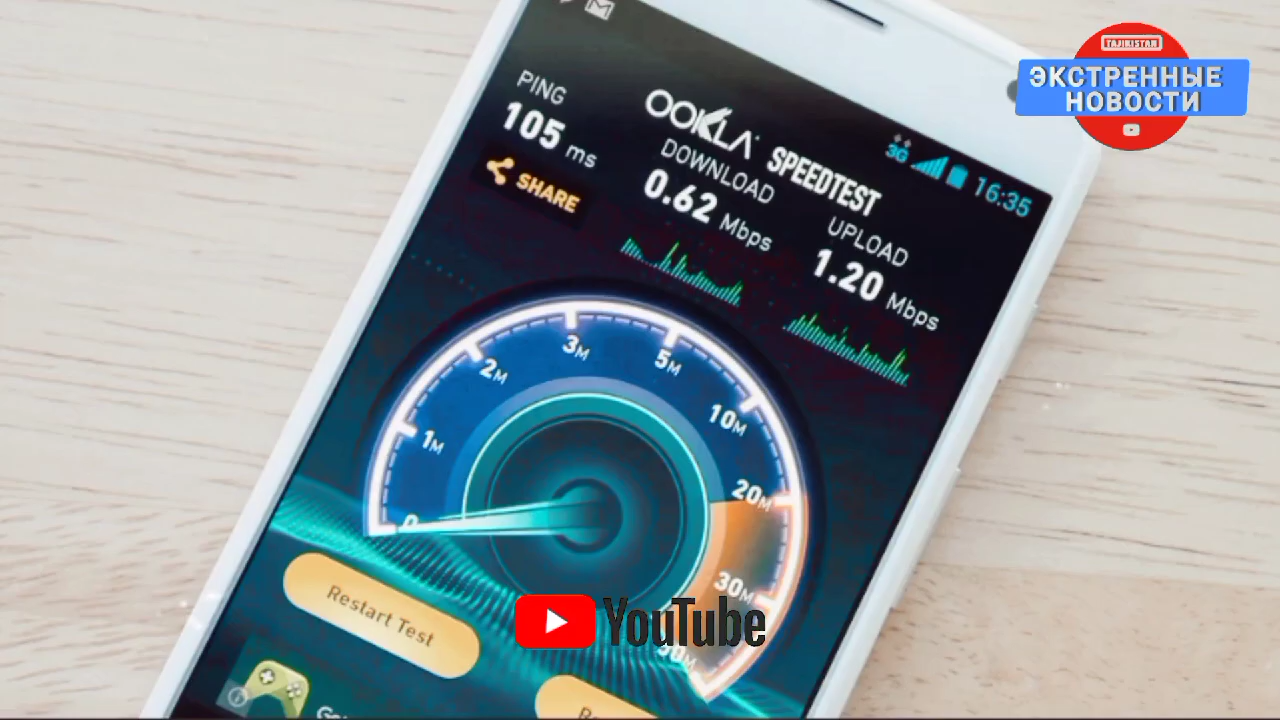 TAJIKISTAN
ЭКСТРЕННЫЕ
НОВОСТИ
3G 16:35
OOKLA SPEEDTEST
PING
105 ms
SHARE
DOWNLOAD
0.62 Mbps
UPLOAD
1.20 Mbps
0
1M
2M
3M
5M
10M
20M
30M
50M
Restart Test
YouTube